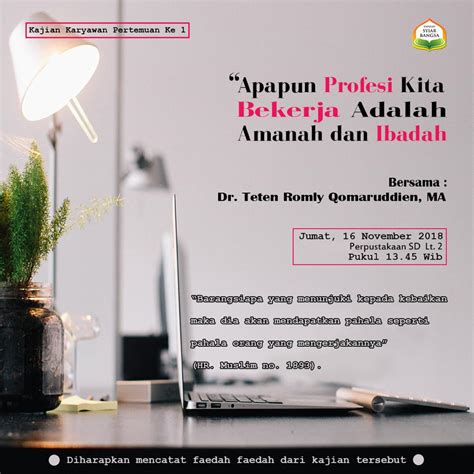 Kajian Karyawan Pertemuan Ke 1
SYIAR
BANGSA
“Apapun Profesi Kita
Bekerja Adalah
Amanah dan Ibadah
Bersama :
Dr. Teten Romly Qomaruddien, MA
Jumat, 16 November 2018
Perpustakaan SD Lt.2
Pukul 13.45 Wib
“Barangsiapa yang menunjuki kepada kebaikan
maka dia akan mendapatkan pahala seperti
pahala orang yang mengerjakannya”
(HR. Muslim no. 1893).
Diharapkan mencatat faedah faedah dari kajian tersebut